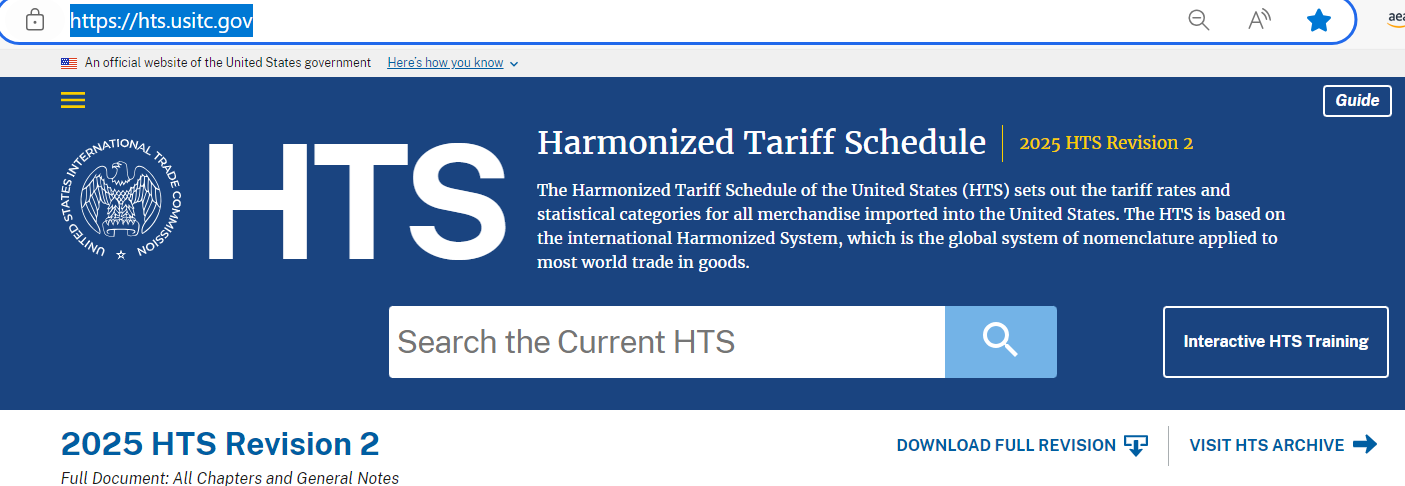 https://hts.usitc.gov
An official website of the United States government Here's how you know
Guide
UNITED STATES INTERNATIONAL TRADE COMMISSION
HTS
Harmonized Tariff Schedule
2025 HTS Revision 2
The Harmonized Tariff Schedule of the United States (HTS) sets out the tariff rates and
statistical categories for all merchandise imported into the United States. The HTS is based on
the international Harmonized System, which is the global system of nomenclature applied to
most world trade in goods.
Search the Current HTS
Interactive HTS Training
2025 HTS Revision 2
DOWNLOAD FULL REVISION
VISIT HTS ARCHIVE
Full Document: All Chapters and General Notes